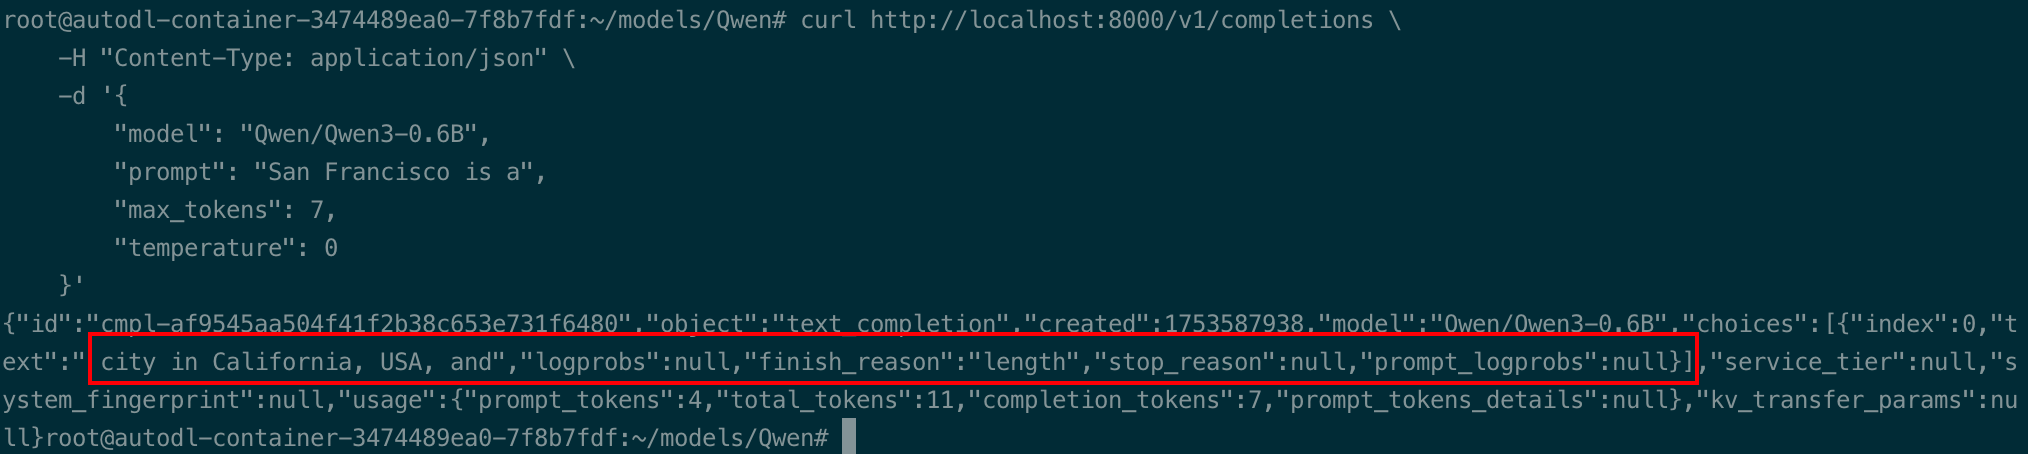 root@autodl-container-3474489ea0-7f8b7fdf:~/models/Qwen# curl http://localhost:8000/v1/completions \
    -H "Content-Type: application/json" \
    -d '{
        "model": "Qwen/Qwen3-0.6B",
        "prompt": "San Francisco is a",
        "max_tokens": 7,
        "temperature": 0
    }'
{"id":"cmpl-af9545aa504f41f2b38c653e731f6480","object":"text_completion","created":1753587938,"model":"Qwen/Qwen3-0.6B","choices":[{"index":0,"t
ext":" city in California, USA, and","logprobs":null,"finish_reason":"length","stop_reason":null,"prompt_logprobs":null}],"service_tier":null,"s
ystem_fingerprint":null,"usage":{"prompt_tokens":4,"total_tokens":11,"completion_tokens":7,"prompt_tokens_details":null},"kv_transfer_params":nu
ll}root@autodl-container-3474489ea0-7f8b7fdf:~/models/Qwen#